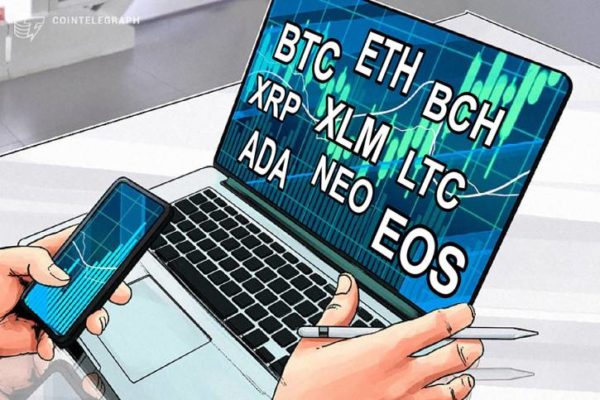 COINTELEGRAPH
BTC ETH BCH
XRP XLM LTC
ADA NEO EOS